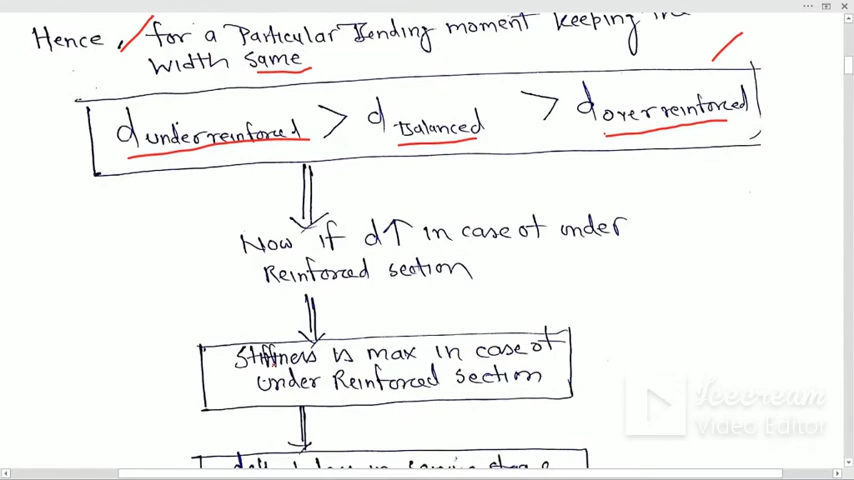 Hence, for a Particular Bending moment keeping
width same
d underreinforced > d Balanced > d overreinforced
Now if d↑ in case of under
Reinforced section
Stiffness is max in case of
under Reinforced section
in
icecream
Video Editor